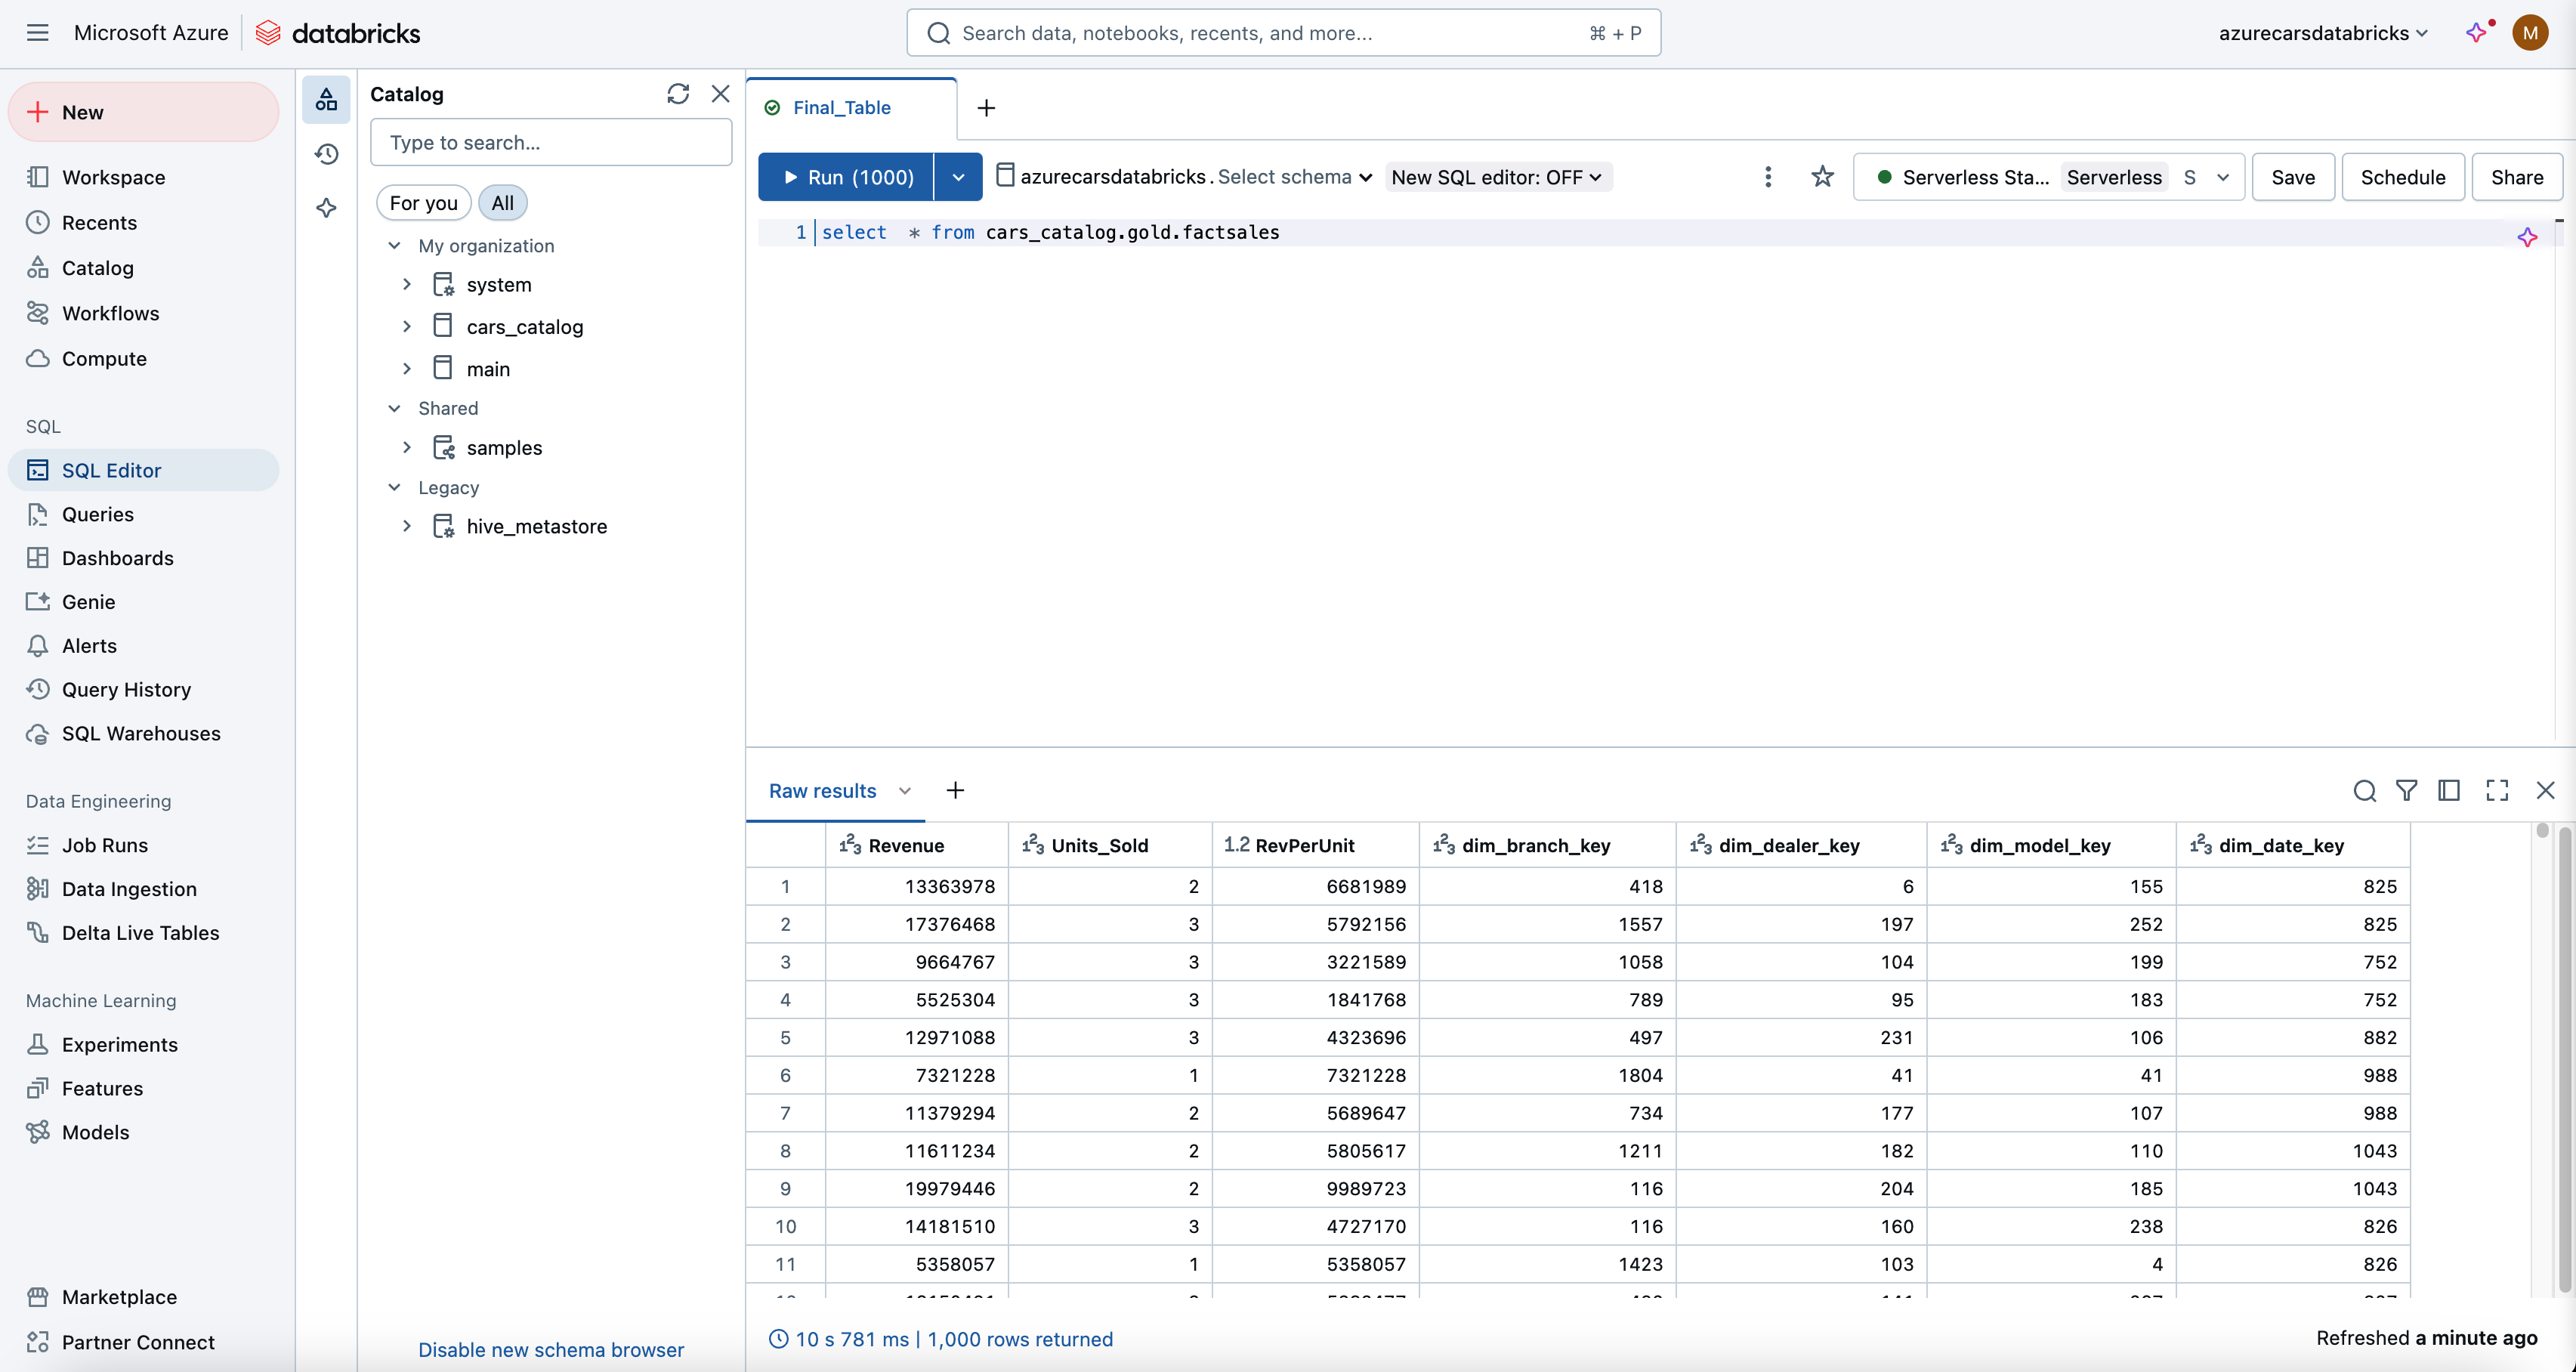 Microsoft Azure databricks
Search data, notebooks, recents, and more...
⌘ + P
azurecarsdatabricks
M
New
Workspace
Recents
Catalog
Workflows
Compute
SQL
SQL Editor
Queries
Dashboards
Genie
Alerts
Query History
SQL Warehouses
Data Engineering
Job Runs
Data Ingestion
Delta Live Tables
Machine Learning
Experiments
Features
Models
Marketplace
Partner Connect
Catalog
Type to search...
For you All
My organization
system
cars_catalog
main
Shared
samples
Legacy
hive_metastore
Disable new schema browser
Final_Table
Run (1000) azurecarsdatabricks. Select schema New SQL editor: OFF
Serverless Sta... Serverless S Save Schedule Share
1 select * from cars_catalog.gold.factsales
Raw results
Revenue Units_Sold 1.2 RevPerUnit dim_branch_key dim_dealer_key dim_model_key dim_date_key
1 13363978 2 6681989 418 6 155 825
2 17376468 3 5792156 1557 197 252 825
3 9664767 3 3221589 1058 104 199 752
4 5525304 3 1841768 789 95 183 752
5 12971088 3 4323696 497 231 106 882
6 7321228 1 7321228 1804 41 41 988
7 11379294 2 5689647 734 177 107 988
8 11611234 2 5805617 1211 182 110 1043
9 19979446 2 9989723 116 204 185 1043
10 14181510 3 4727170 116 160 238 826
11 5358057 1 5358057 1423 103 4 826
10 s 781 ms | 1,000 rows returned
Refreshed a minute ago